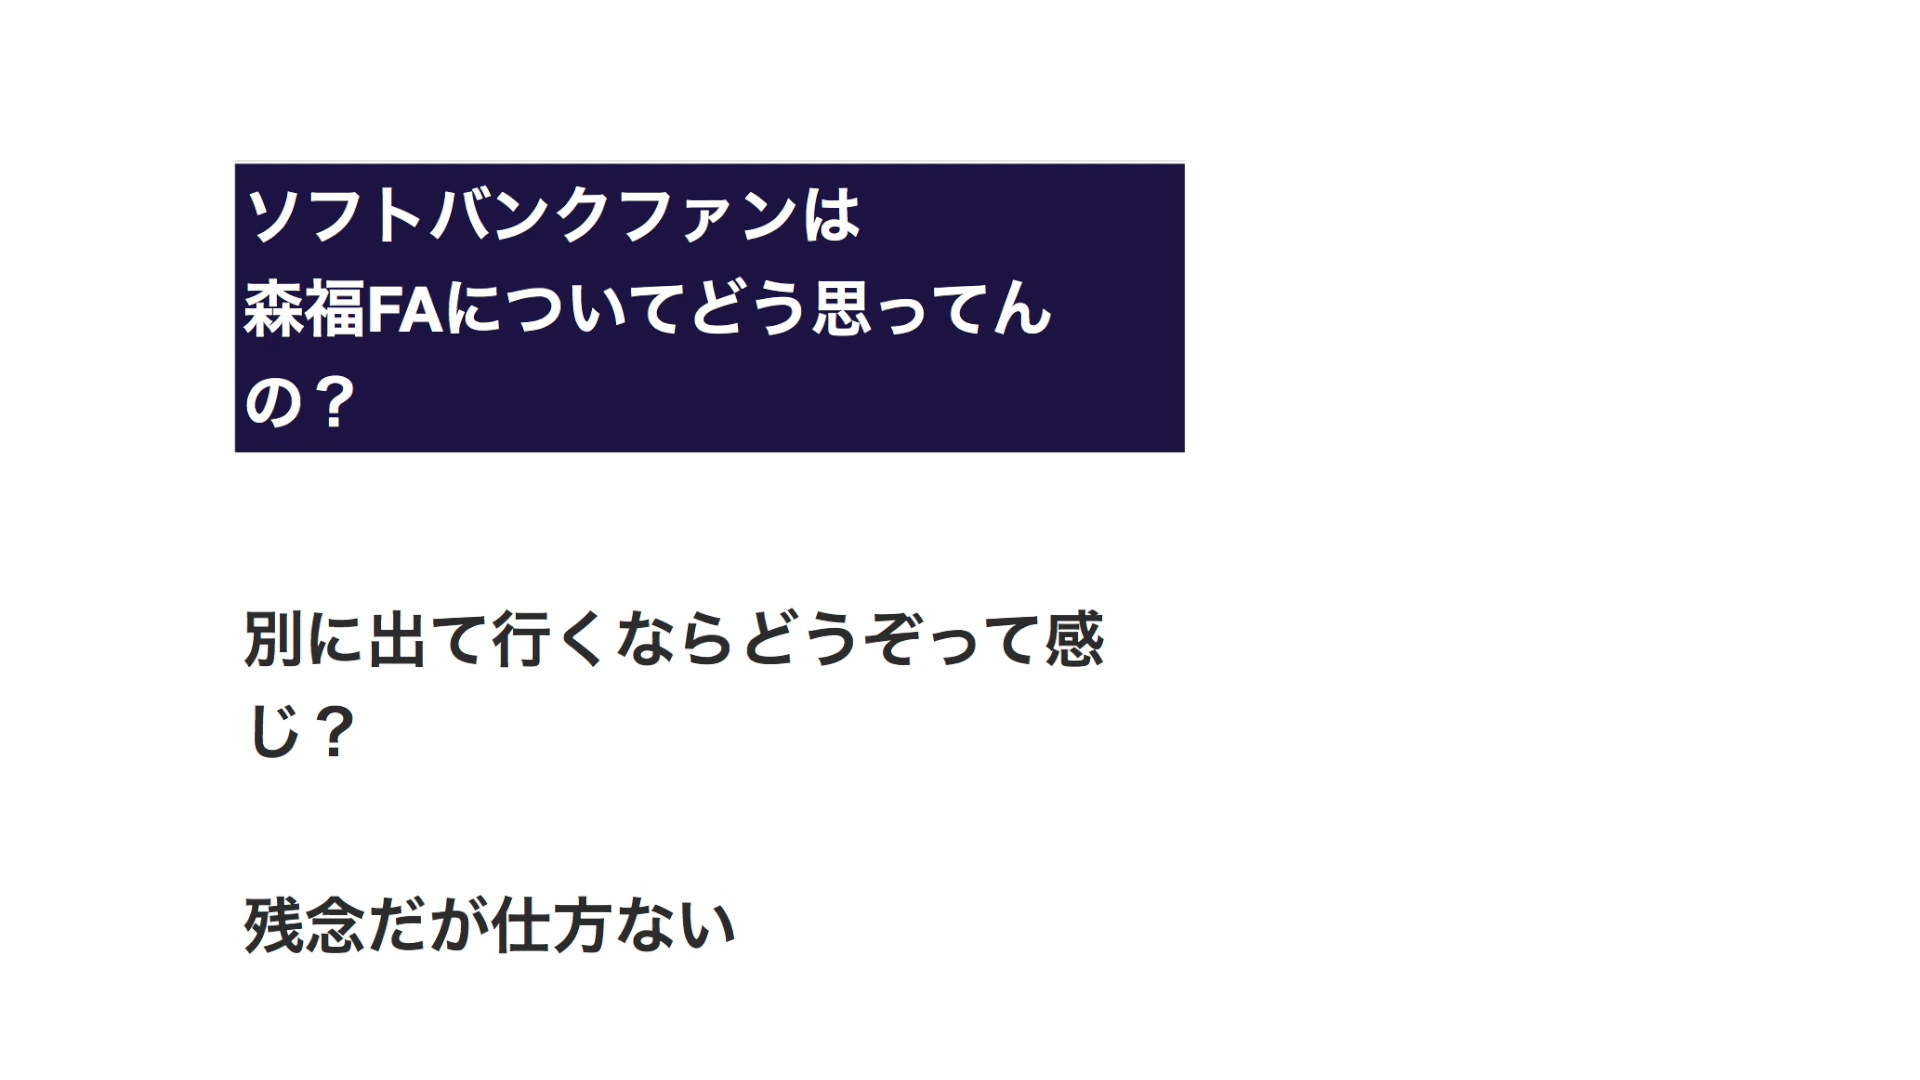 ソフトバンクファンは
森福FAについてどう思ってん
の？
別に出て行くならどうぞって感
じ？
残念だが仕方ない